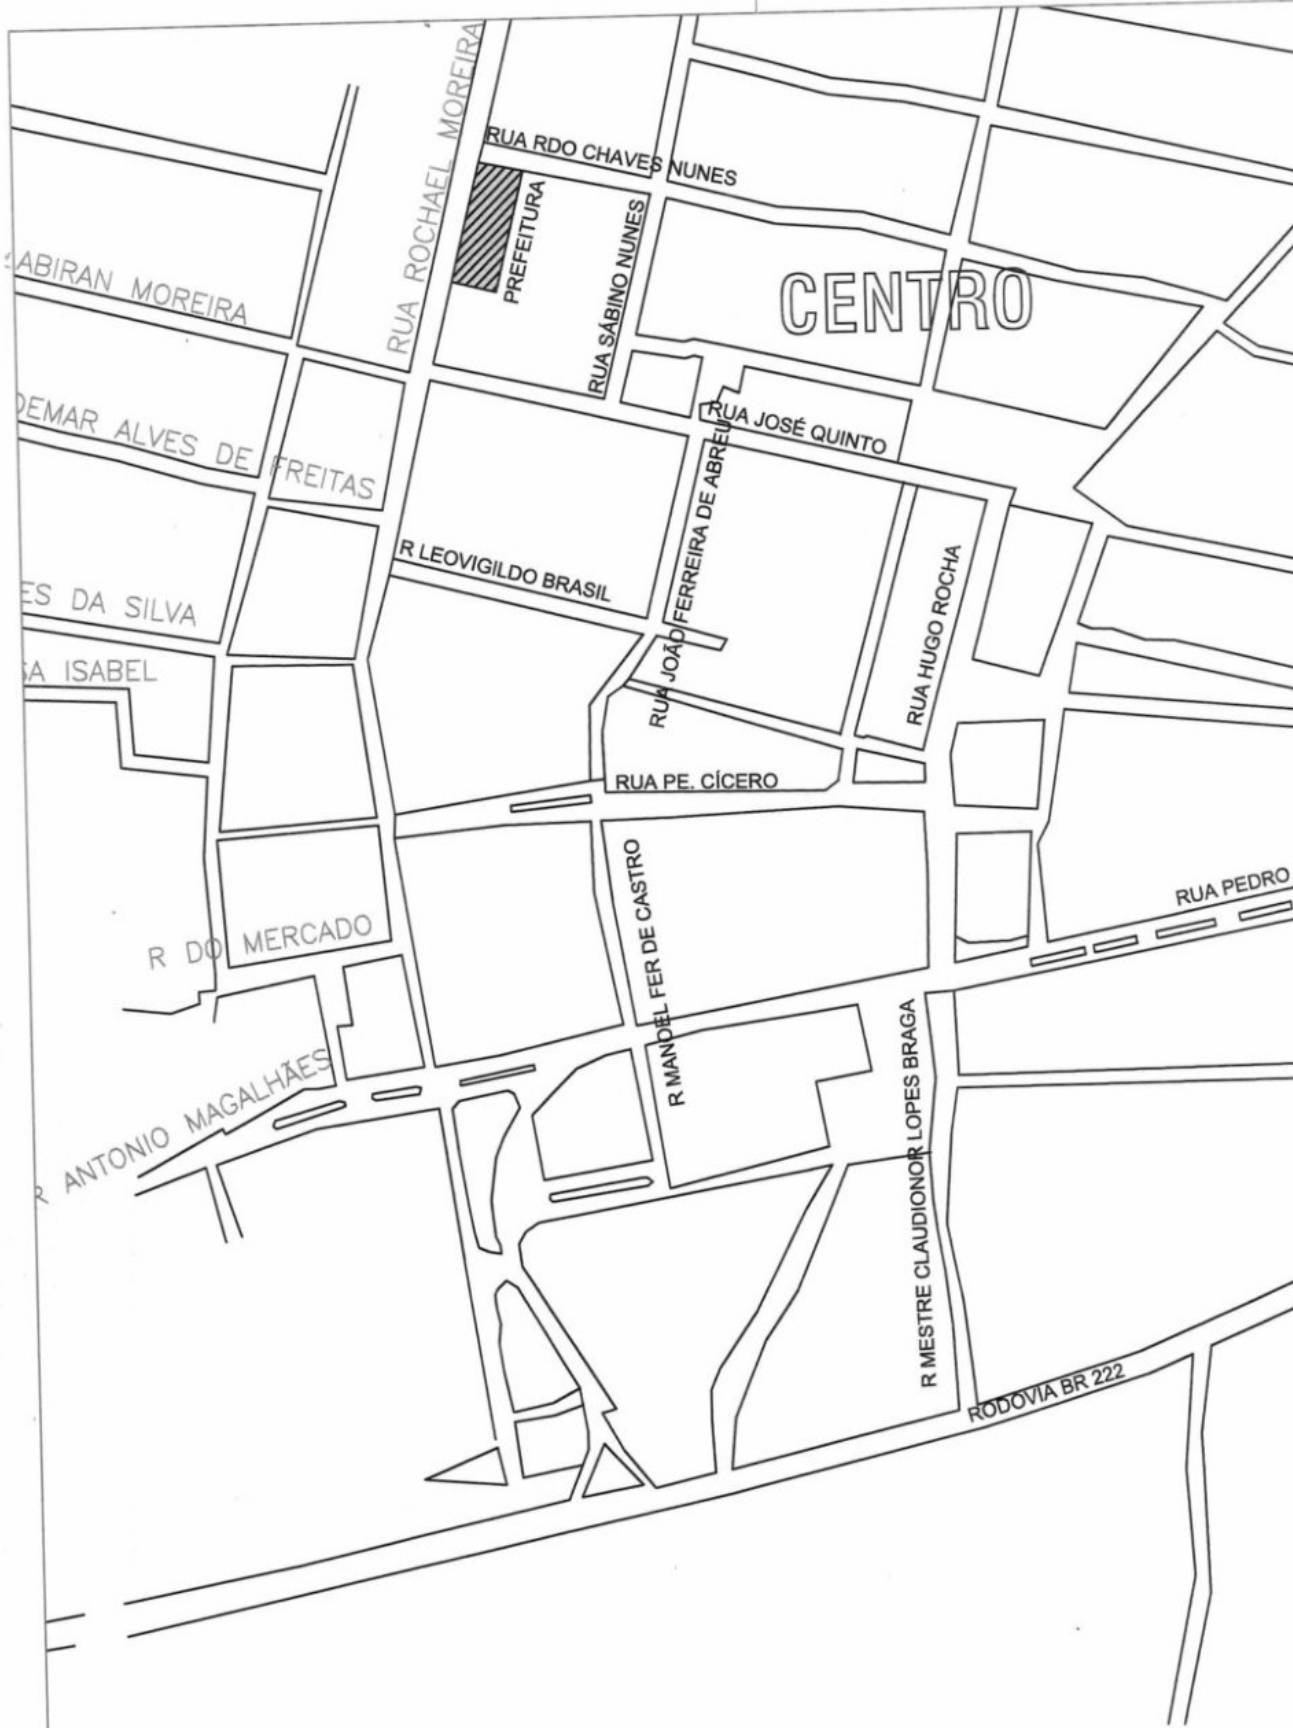 RUA ROCHAEL MOREIRA
RUA RDO CHAVES NUNES
PREFEITURA
RUA SÁBINO NUNES
CENTRO
ABIRAN MOREIRA
DEMAR ALVES DE FREITAS
RUA JOSÉ QUINTO
RUA JOÃO FERREIRA DE ABREU
R LEOVIGILDO BRASIL
RUA HUGO ROCHA
ES DA SILVA
SA ISABEL
RUA PE. CÍCERO
R MANOEL FER DE CASTRO
RUA PEDRO
R DO MERCADO
R ANTONIO MAGALHÃES
R MESTRE CLAUDIONOR LOPES BRAGA
RODOVIA BR 222